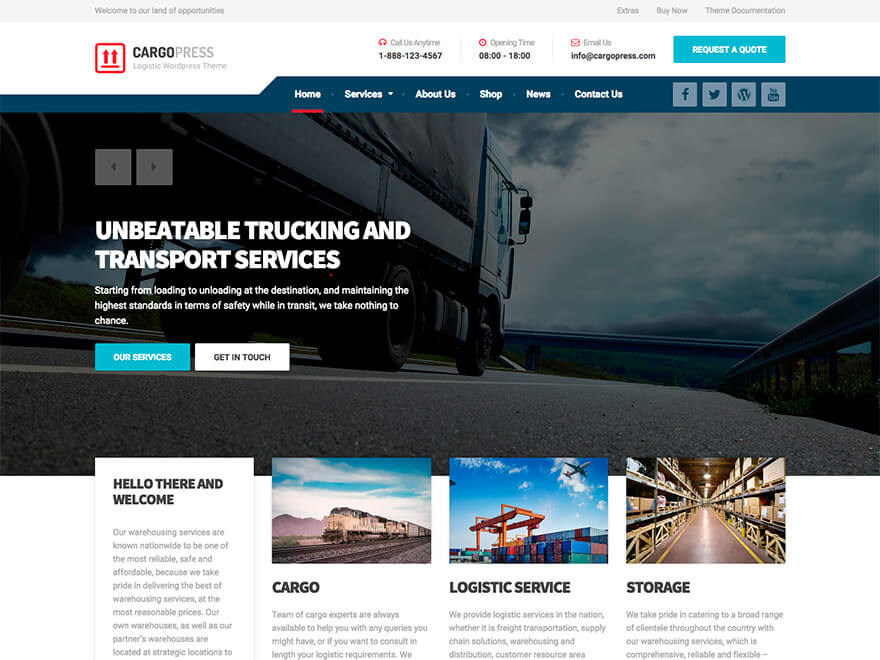 Welcome to our land of opportunities
Extras
Buy Now
Theme Documentation
CARGOPRESS
Logistic Wordpress Theme
Call Us Anytime
1-888-123-4567
Opening Time
08:00 - 18:00
Email Us
info@cargopress.com
REQUEST A QUOTE
Home
Services
About Us
Shop
News
Contact Us
UNBEATABLE TRUCKING AND
TRANSPORT SERVICES
Starting from loading to unloading at the destination, and maintaining the
highest standards in terms of safety while in transit, we take nothing to
chance.
OUR SERVICES
GET IN TOUCH
HELLO THERE AND
WELCOME
Our warehousing services are
known nationwide to be one of
the most reliable, safe and
affordable, because we take
pride in delivering the best of
warehousing services, at the
most reasonable prices. Our
own warehouses, as well as our
partner's warehouses are
located at strategic locations to
CARGO
Team of cargo experts are always
available to help you with any queries you
might have, or if you want to consult in
length your logistic requirements. We
LOGISTIC SERVICE
We provide logistic services in the nation,
whether it is freight transportation, supply
chain solutions, warehousing and
distribution, customer resource area
STORAGE
We take pride in catering to a broad range
of clientele throughout the country with
our warehousing services, which is
comprehensive, reliable and flexible –